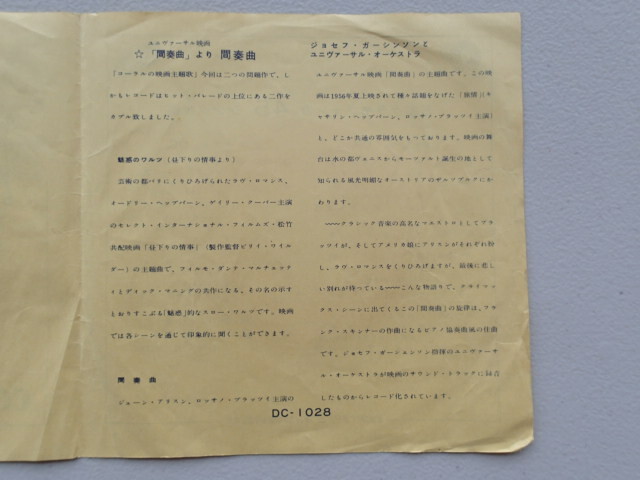 ユニヴァーサル映画
☆「間奏曲」より 間奏曲
「コーラルの映画主題歌」今回は二つの問題作で、し
かもレコードはヒット・パレードの上位にある二作を
カプル致しました。
魅惑のワルツ (昼下りの情事より)
芸術の都パリにくりひろげられたラヴ・ロマンス、
オードリー・ヘップバーン、ゲイリー・クーパー主演
のセレクト・インターナショナル・フィルムズ・松竹
共配映画「昼下りの情事」(製作監督ビリイ・ワイル
ダー) の主題曲で、フィルモ・ダンテ・マルチェッテ
ィとディック・マニングの共作になる、その名の示す
とおりすこぶる「魅惑」的なスロー・ワルツです。映画
では各シーンを通じて印象的に聞くことができます。
間奏曲
ジューン・アリスン、ロッサノ・ブラッツイ主演の
ジョセフ・ガーシンソンと
ユニヴァーサル・オーケストラ
ユニヴァーサル映画「間奏曲」の主題曲です。この映
画は1956年夏上映されて種々話題をなげた「旅情」(キ
ャサリン・ヘップバーン、ロッサノ・ブラッツイ主演)
と、どこか共通の雰囲気をもっております。映画の舞
台は水の都ヴェニスからモーツァルト誕生の地として
知られる風光明媚なオーストリアのザルツブルクにか
わります。
〜〜クラシック音楽の高名なマエストロとしてブラ
ッツイが、そしてアメリカ娘にアリスンがそれぞれ扮
し、ラヴ・ロマンスをくりひろげますが、最後に悲し
い別れが待っている〜〜こんな物語りで、クライマッ
クス・シーンに出てくるこの「間奏曲」の旋律は、フラ
ンク・スキンナーの作曲になるピアノ協奏曲風の佳曲
です。ジョセフ・ガーシェンソン指揮のユニヴァーサ
ル・オーケストラが映画のサウンド・トラックに録音
したものからレコード化されています。
DC-1028